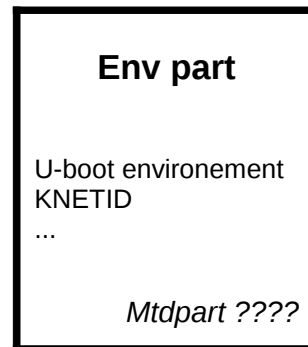 Env part
U-boot environement
KNETID
...
Mtdpart ????